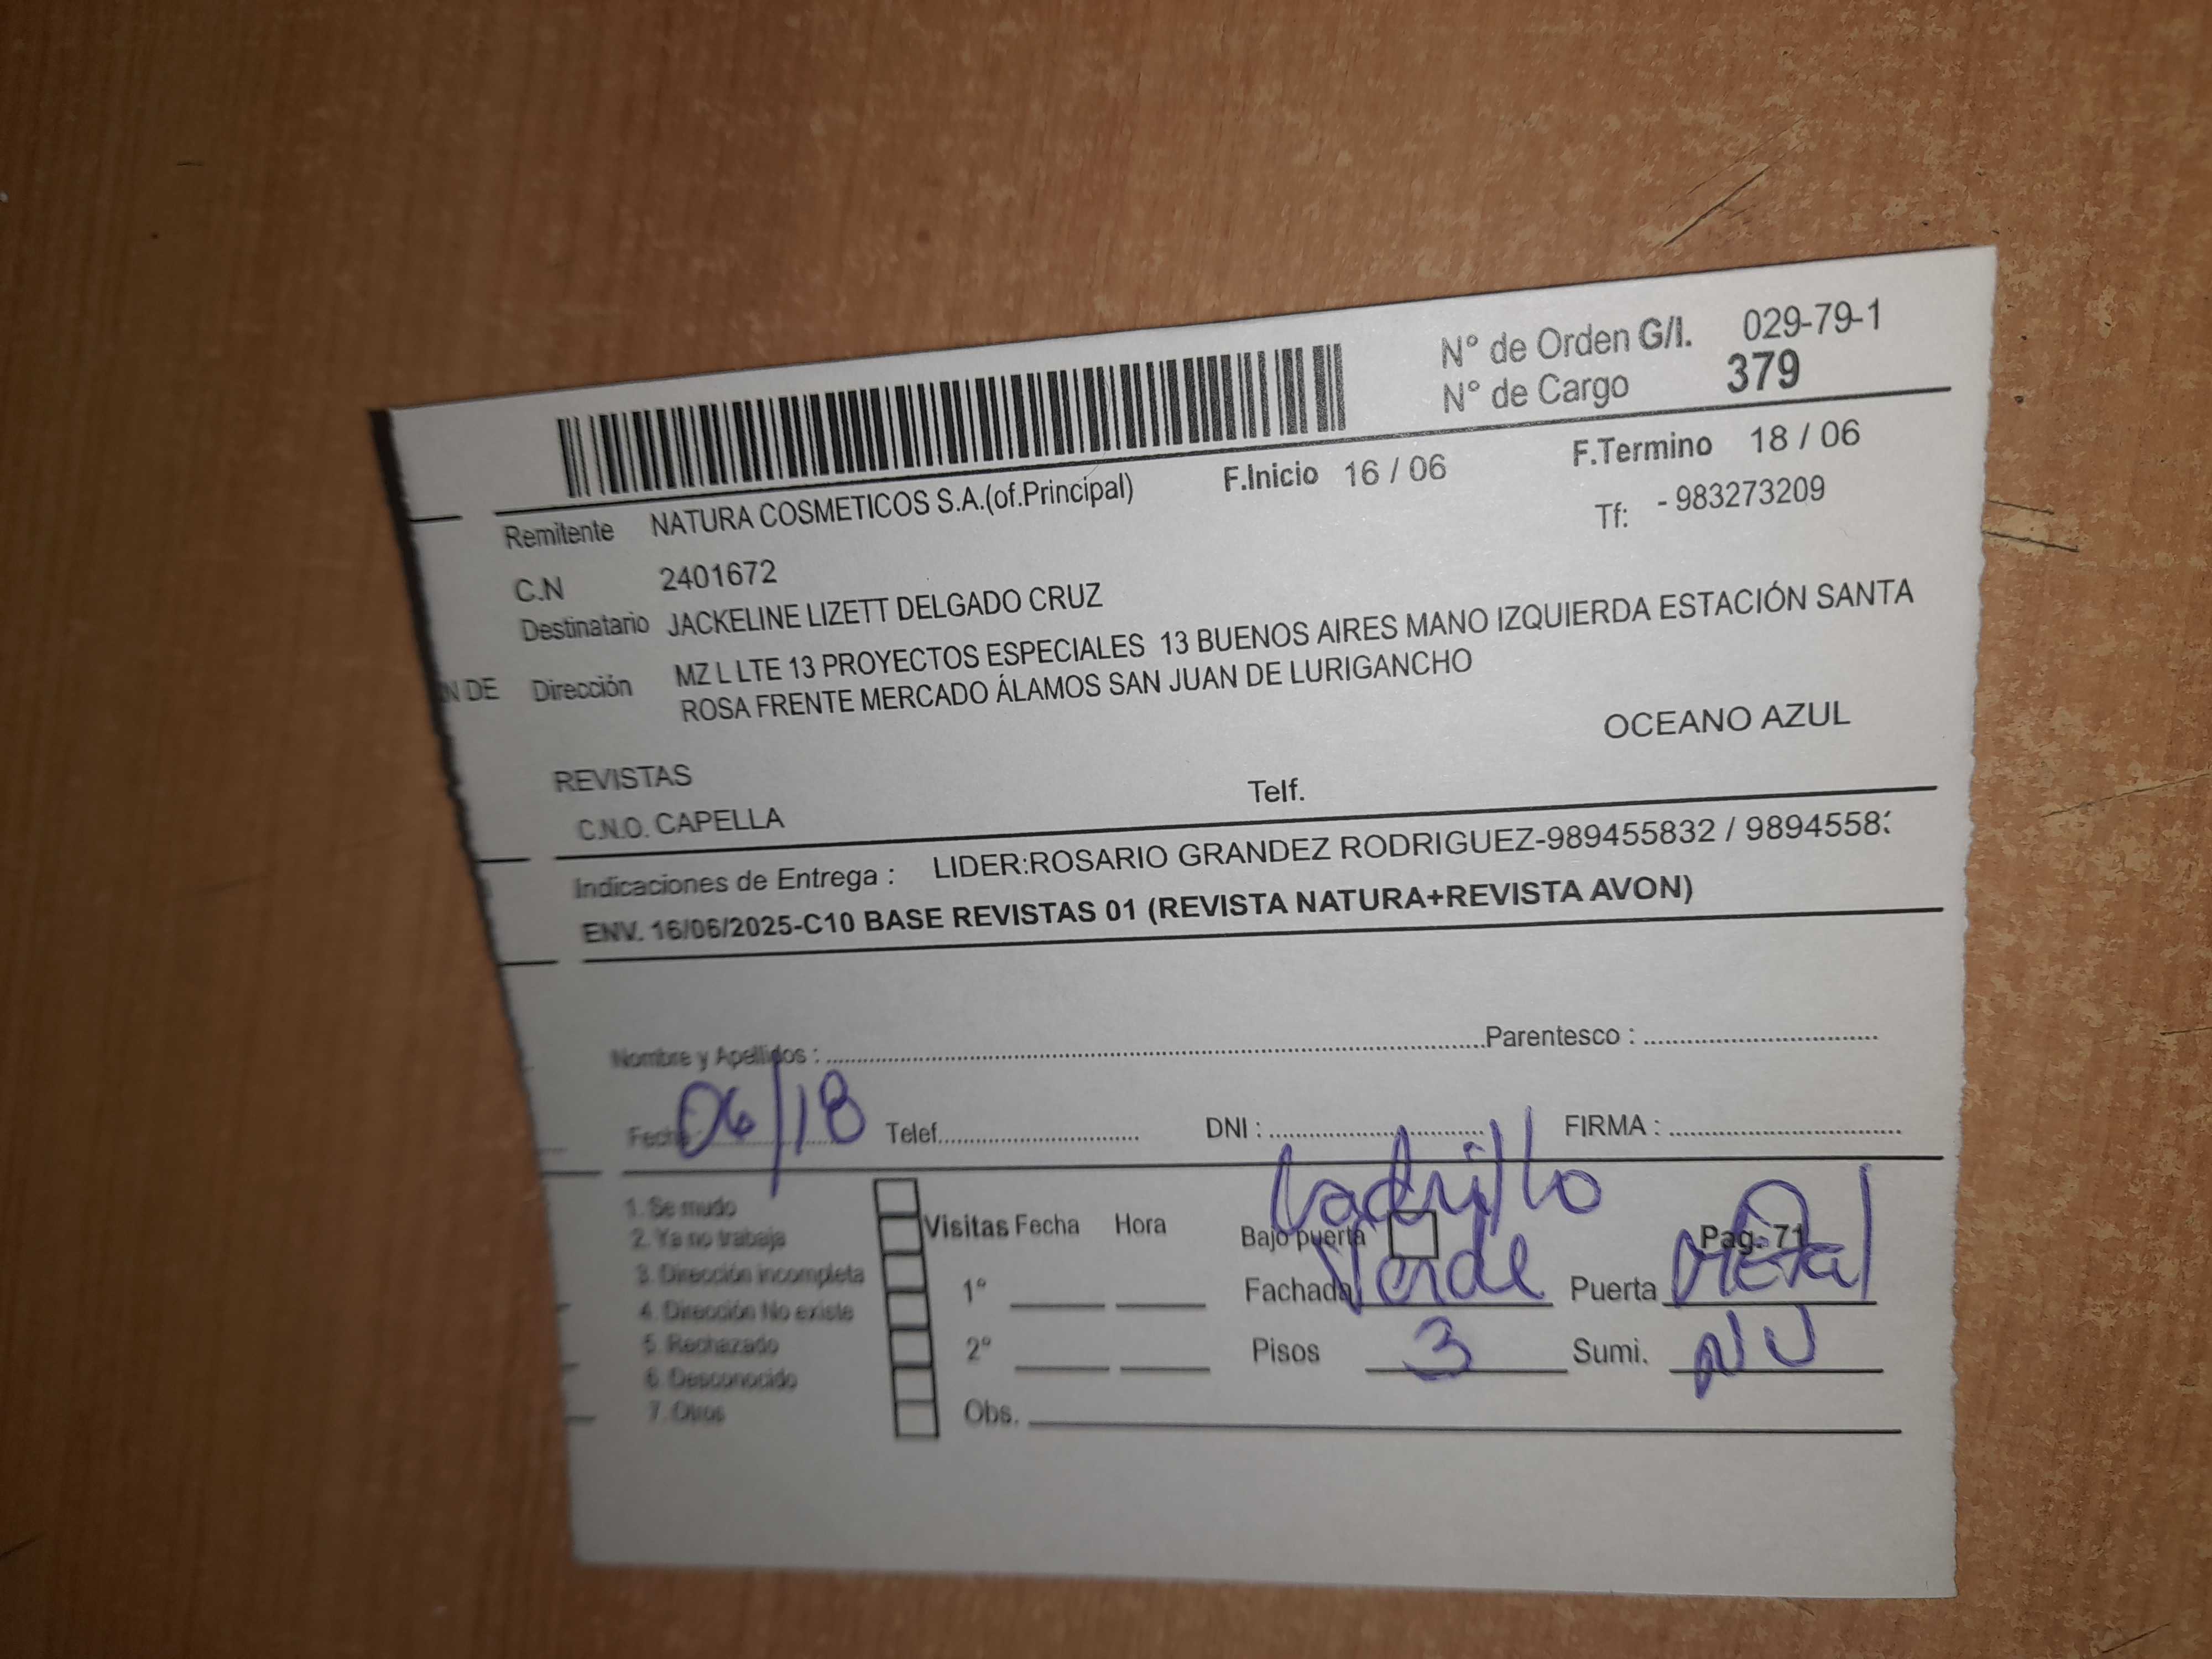 N° de Orden G/I. 029-79-1
N° de Cargo 379
F.Inicio 16 / 06 F.Termino 18 / 06
Remitente NATURA COSMETICOS S.A.(of.Principal) Tf: - 983273209
C.N 2401672
Destinatario JACKELINE LIZETT DELGADO CRUZ
N DE Dirección MZ L LTE 13 PROYECTOS ESPECIALES 13 BUENOS AIRES MANO IZQUIERDA ESTACIÓN SANTA
ROSA FRENTE MERCADO ÁLAMOS SAN JUAN DE LURIGANCHO
OCEANO AZUL
REVISTAS
C.N.O. CAPELLA Telf.
Indicaciones de Entrega : LIDER:ROSARIO GRANDEZ RODRIGUEZ-989455832 / 98945583
ENV. 16/06/2025-C10 BASE REVISTAS 01 (REVISTA NATURA+REVISTA AVON)
Nombre y Apellidos : Parentesco :
Fecha 06/18 Telef. DNI : FIRMA :
1. Se mudo
2. Ya no trabaja
3. Dirección incompleta
4. Dirección No existe
5. Rechazado
6. Desconocido
7. Otros
Visitas Fecha Hora
1°
2°
Obs.
Ladrillo
Bajo puerta Pag. 71
Fachada Verde Puerta Metal
Pisos 3 Sumi.